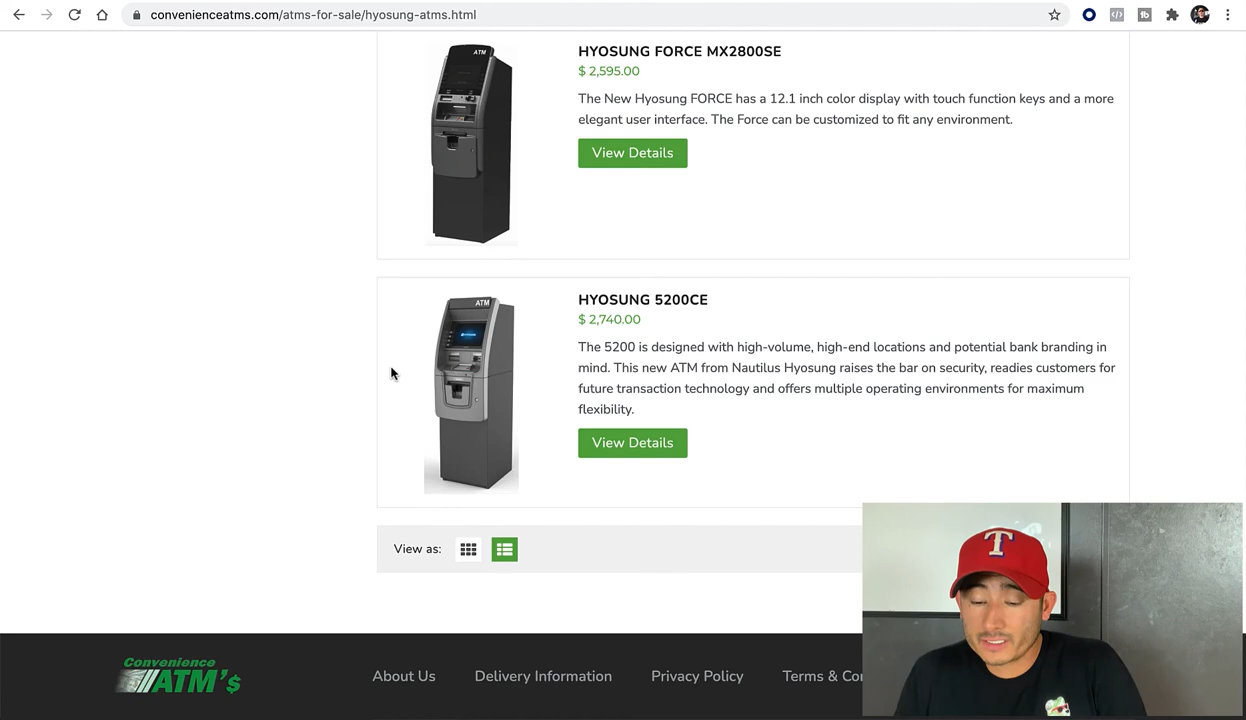 convenienceatms.com/atms-for-sale/hyosung-atms.html
ATM
HYOSUNG FORCE MX2800SE
$ 2,595.00
The New Hyosung FORCE has a 12.1 inch color display with touch function keys and a more
elegant user interface. The Force can be customized to fit any environment.
View Details
ATM
HYOSUNG 5200CE
$ 2,740.00
The 5200 is designed with high-volume, high-end locations and potential bank branding in
mind. This new ATM from Nautilus Hyosung raises the bar on security, readies customers for
future transaction technology and offers multiple operating environments for maximum
flexibility.
View Details
View as:
T
Convenience
ATM'$
About Us
Delivery Information
Privacy Policy
Terms & Co